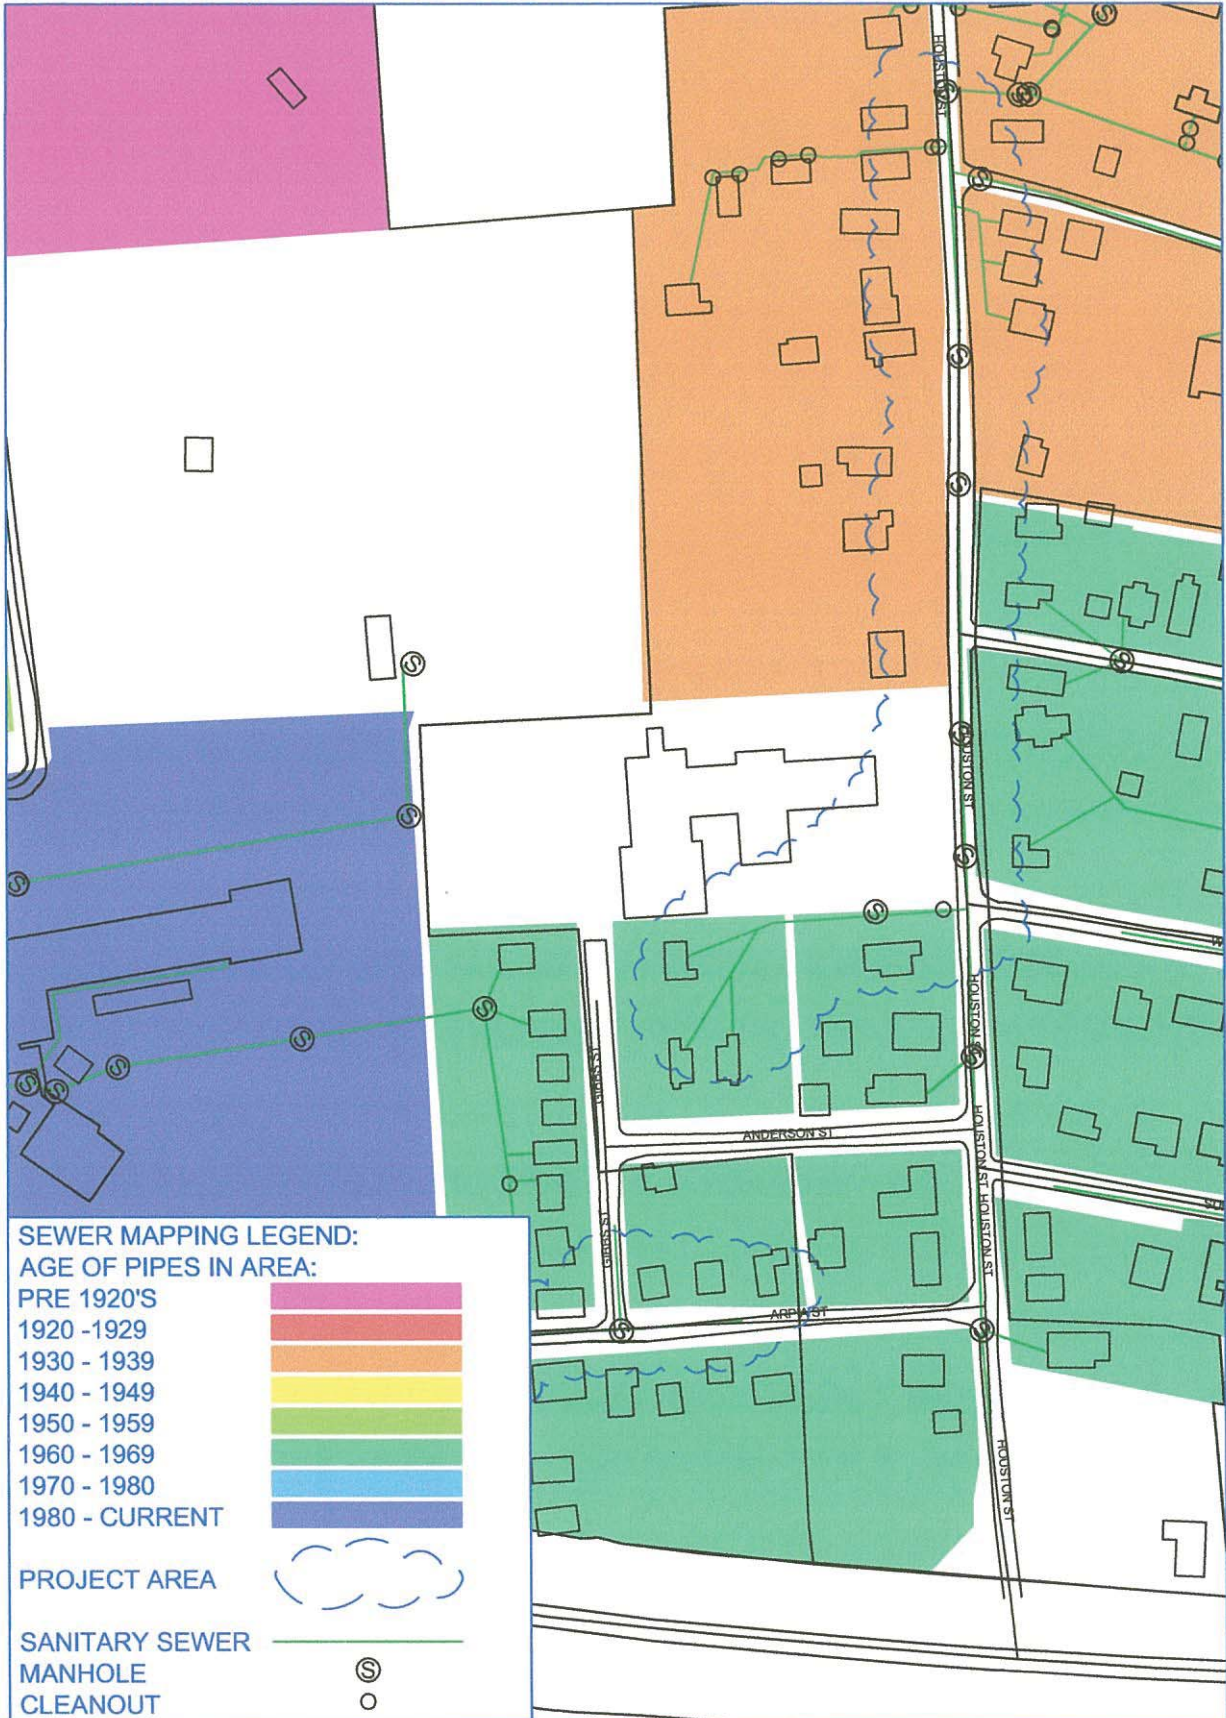 HOUSTON ST
HOUSTON ST
HOUSTON ST
GIBBS ST
ANDERSON ST
HOUSTON ST
HOUSTON ST
GIBBS ST
ARP ST
HOUSTON ST
SEWER MAPPING LEGEND:
AGE OF PIPES IN AREA:
PRE 1920'S
1920 -1929
1930 - 1939
1940 - 1949
1950 - 1959
1960 - 1969
1970 - 1980
1980 - CURRENT
PROJECT AREA
SANITARY SEWER
MANHOLE
Ⓢ
CLEANOUT